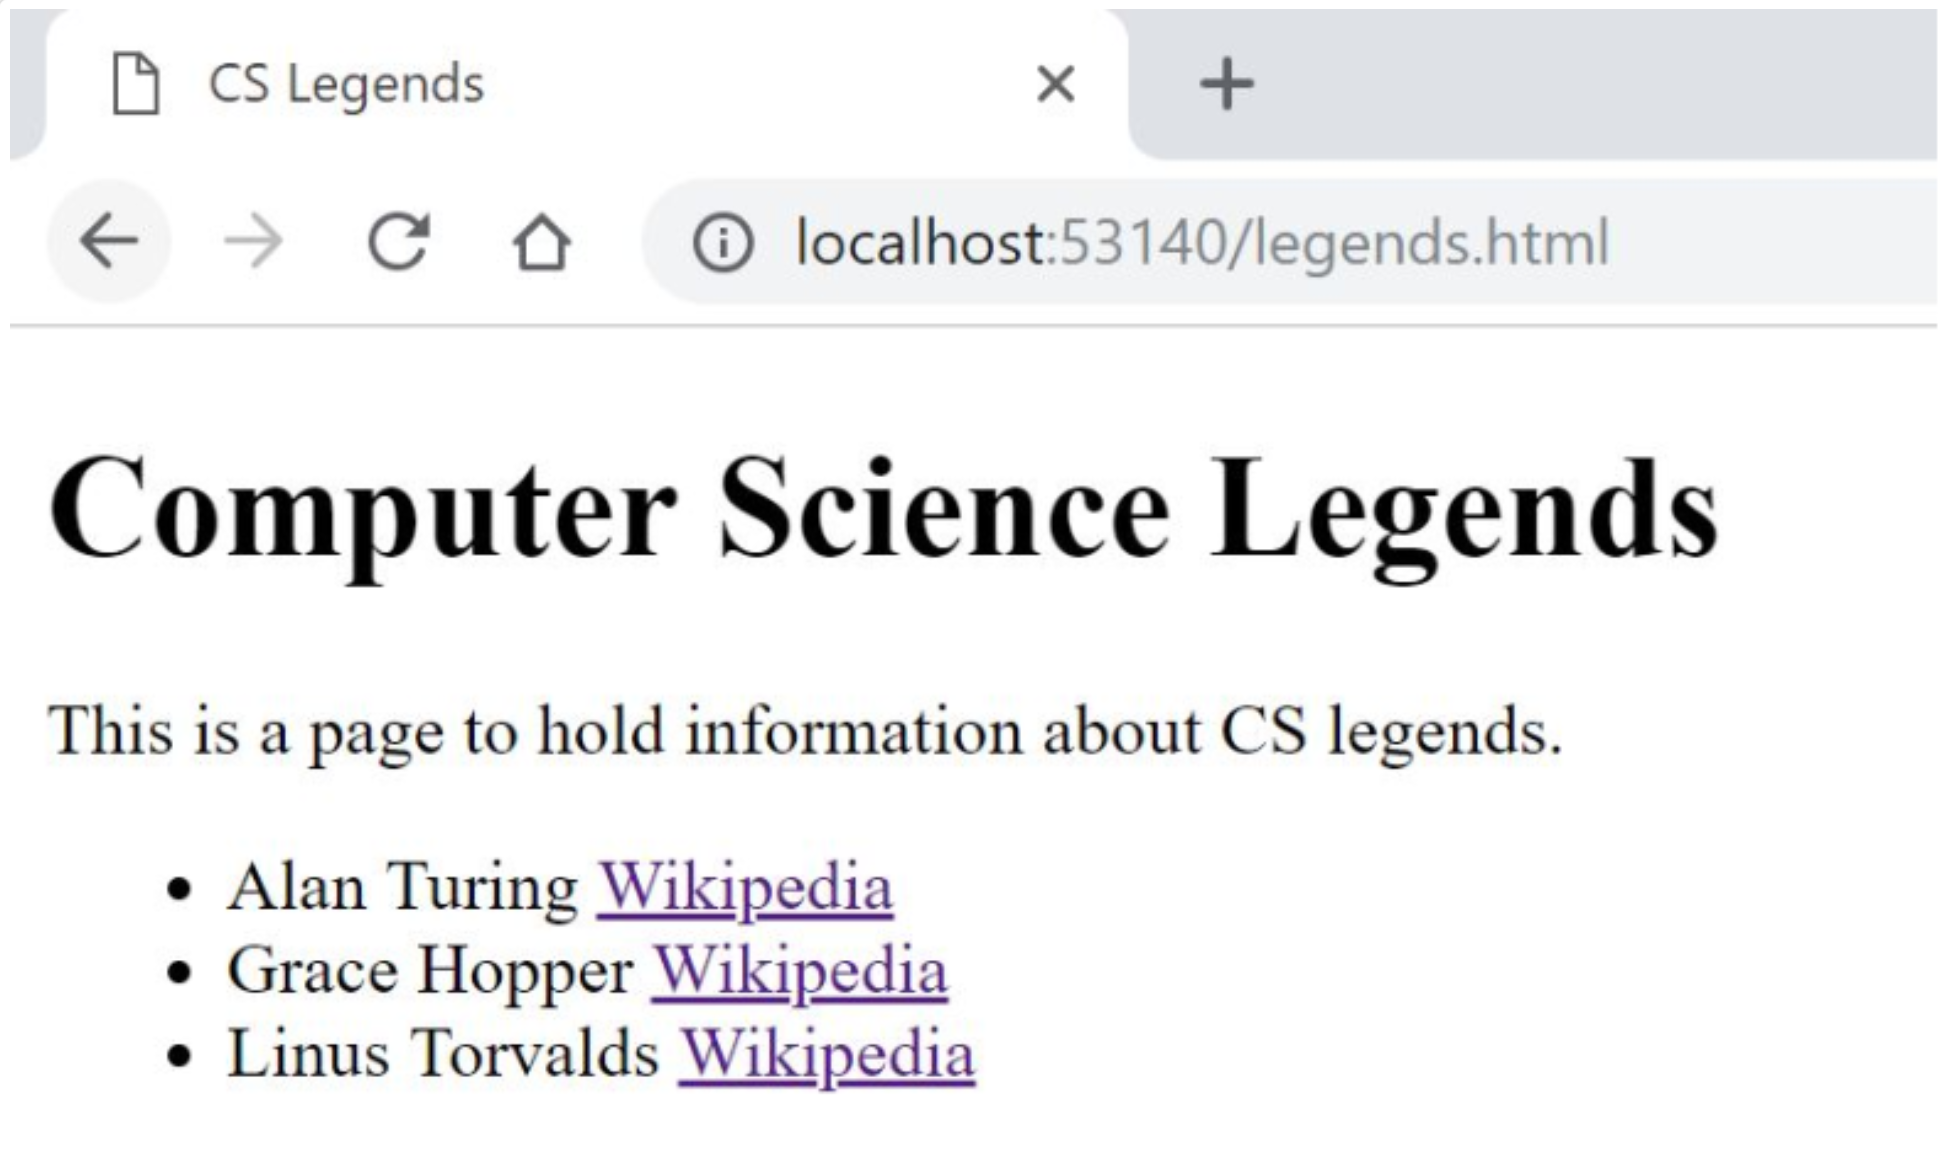 CS Legends
localhost:53140/legends.html
Computer Science Legends
This is a page to hold information about CS legends.
Alan Turing Wikipedia
Grace Hopper Wikipedia
Linus Torvalds Wikipedia